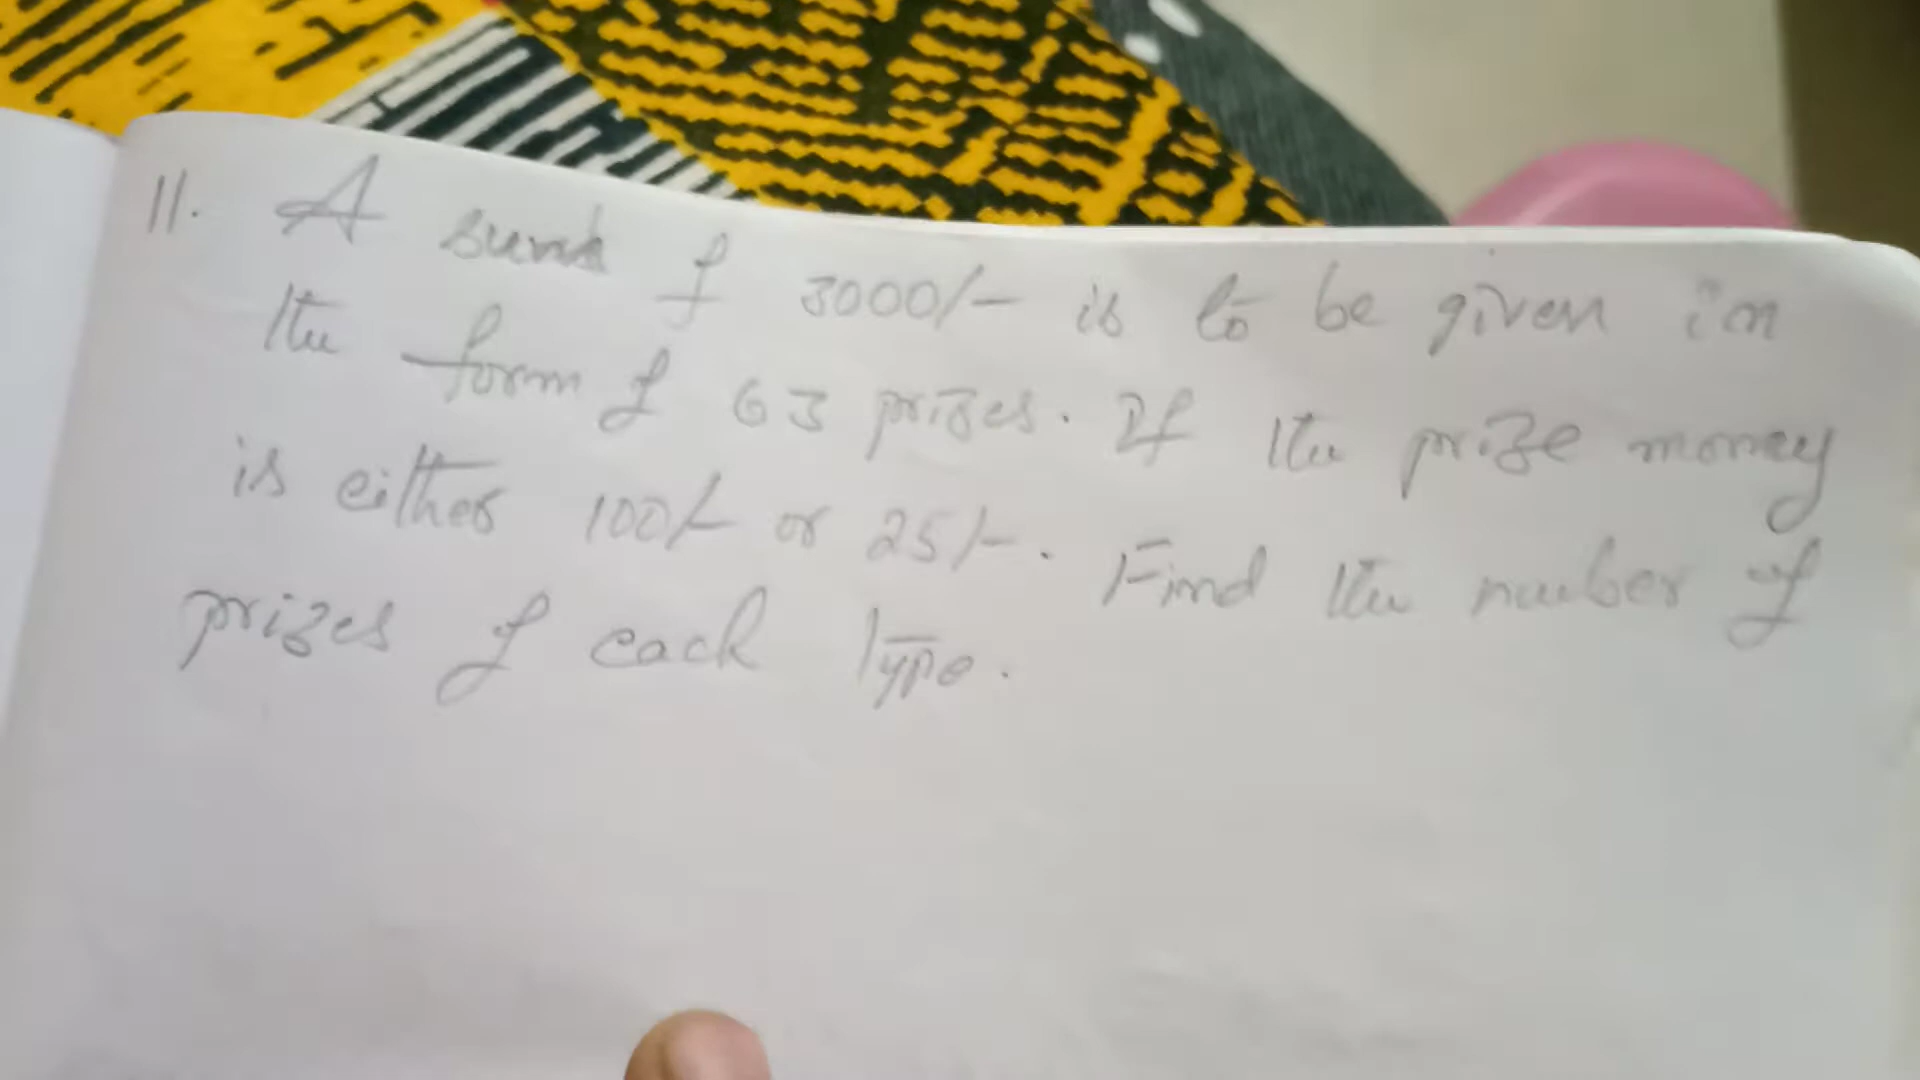 11. A sum of 3000/- is to be given in
the form of 63 prizes. If the prize money
is either 100/- or 25/-. Find the number of
prizes of each type.